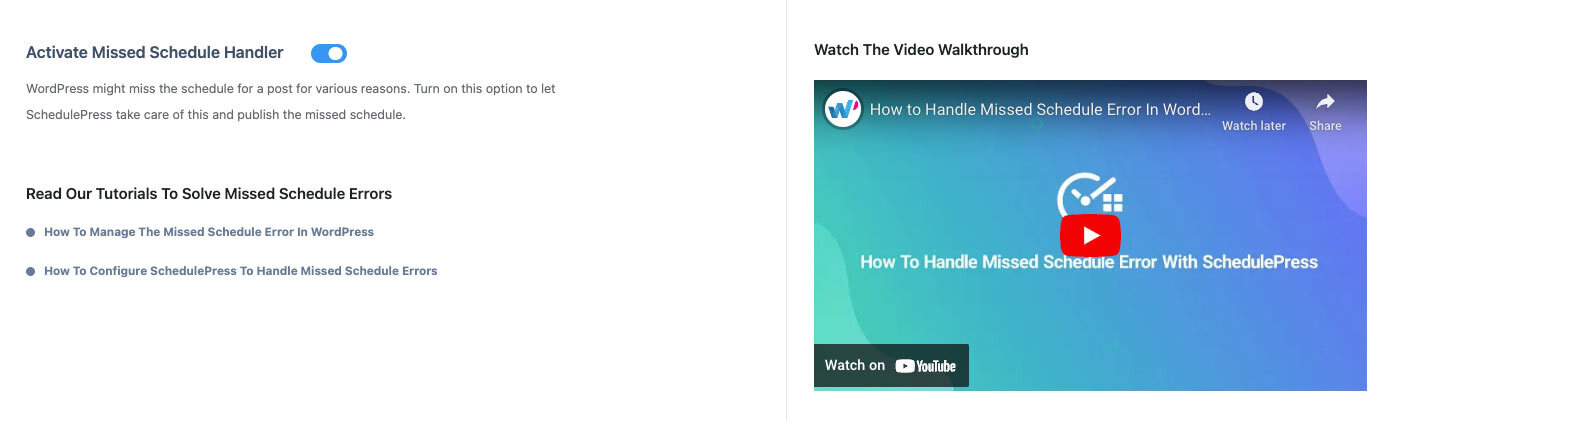 Activate Missed Schedule Handler
WordPress might miss the schedule for a post for various reasons. Turn on this option to let
SchedulePress take care of this and publish the missed schedule.
Read Our Tutorials To Solve Missed Schedule Errors
How To Manage The Missed Schedule Error In WordPress
How To Configure SchedulePress To Handle Missed Schedule Errors
Watch The Video Walkthrough
How to Handle Missed Schedule Error In Word...
Watch later
Share
How To Handle Missed Schedule Error With SchedulePress
Watch on YouTube